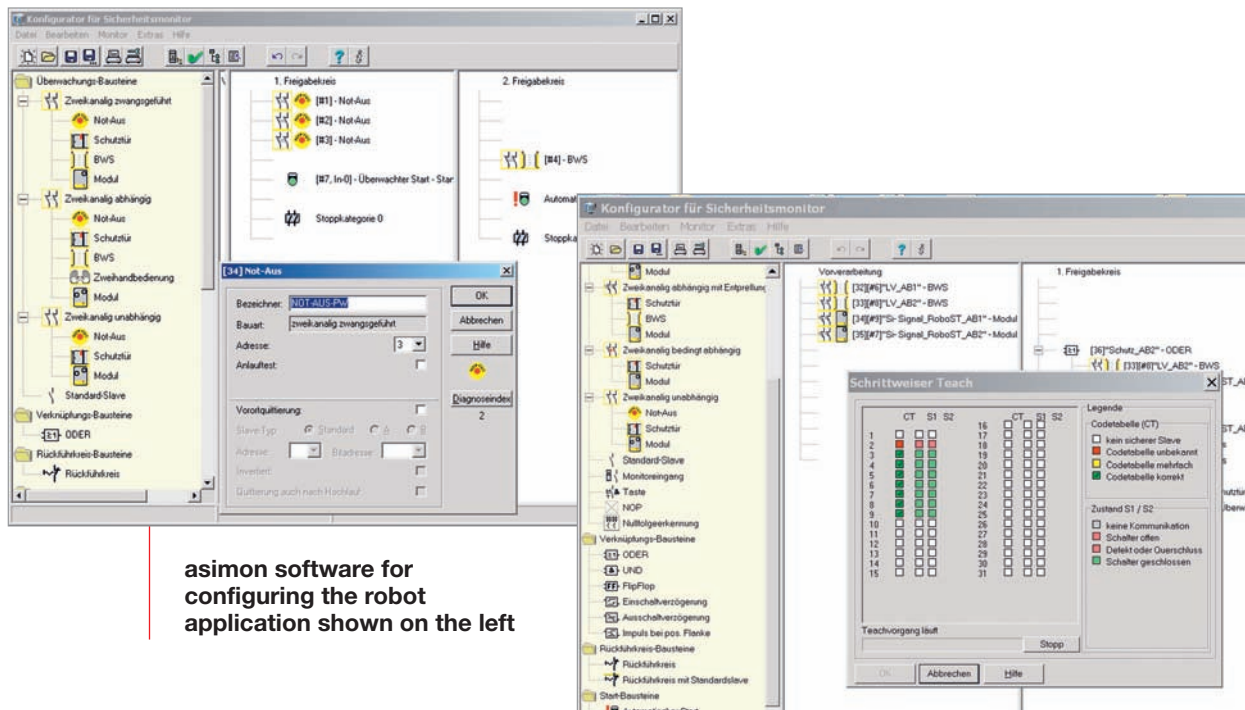 Konfigurator für Sicherheitsmonitor
Datei Bearbeiten Monitor Extras Hilfe
Überwachungs-Bausteine
Zweikanalig zwangsgeführt
Not-Aus
Schutztür
BWS
Modul
Zweikanalig abhängig
Not-Aus
Schutztür
BWS
Zweihandbedienung
Modul
Zweikanalig unabhängig
Not-Aus
Schutztür
Modul
Standard-Slave
Verknüpfungs-Bausteine
ODER
Rückführkreis-Bausteine
Rückführkreis
1. Freigabekreis
[#1] - Not-Aus
[#2] - Not-Aus
[#3] - Not-Aus
[#7, In-0] - Überwachter Start - Star
Stoppkategorie 0
2. Freigabekreis
[#4] - BWS
Automat
Stoppka
[34] Not-Aus
Bezeichner: NOT-AUS-Pw
Bauart: zweikanalig zwangsgeführt
Adresse: 3
Anlauftest:
Vorortquittierung:
Slave-Typ: Standard A B
Adresse: Bitadresse:
Invertiert:
Quittierung auch nach Hochlauf:
OK
Abbrechen
Hilfe
Diagnoseindex
2
asimon software for
configuring the robot
application shown on the left
Konfigurator für Sicherheitsmonitor
Datei Bearbeiten Monitor Extras Hilfe
Modul
Zweikanalig abhängig mit Entprellung
Schutztür
BWS
Modul
Zweikanalig bedingt abhängig
Schutztür
Modul
Zweikanalig unabhängig
Not-Aus
Schutztür
Modul
Standard-Slave
Monitoreingang
Taste
NOP
Nullfolgeerkennung
Verknüpfungs-Bausteine
ODER
UND
FlipFlop
Einschaltverzögerung
Ausschaltverzögerung
Impuls bei pos. Flanke
Rückführkreis-Bausteine
Rückführkreis
Rückführkreis mit Standardslave
Start-Bausteine
Vorverarbeitung
[32][#6]"LV_AB1" - BWS
[33][#8]"LV_AB2" - BWS
[34][#9]"Si- Signal_RoboST_AB1" - Modul
[35][#7]"Si- Signal_RoboST_AB2" - Modul
1. Freigabekreis
[36]"Schutz_AB2" - ODER
[33][#8]"LV_AB2" - BWS
Schrittweiser Teach
CT S1 S2
1
2
3
4
5
6
7
8
9
10
11
12
13
14
15
CT S1 S2
16
17
18
19
20
21
22
23
24
25
26
27
28
29
30
31
Legende
Codetabelle (CT)
kein sicherer Slave
Codetabelle unbekannt
Codetabelle mehrfach
Codetabelle korrekt
Zustand S1 / S2
keine Kommunikation
Schalter offen
Defekt oder Querschluss
Schalter geschlossen
Teachvorgang läuft
Stopp
OK
Abbrechen
Hilfe